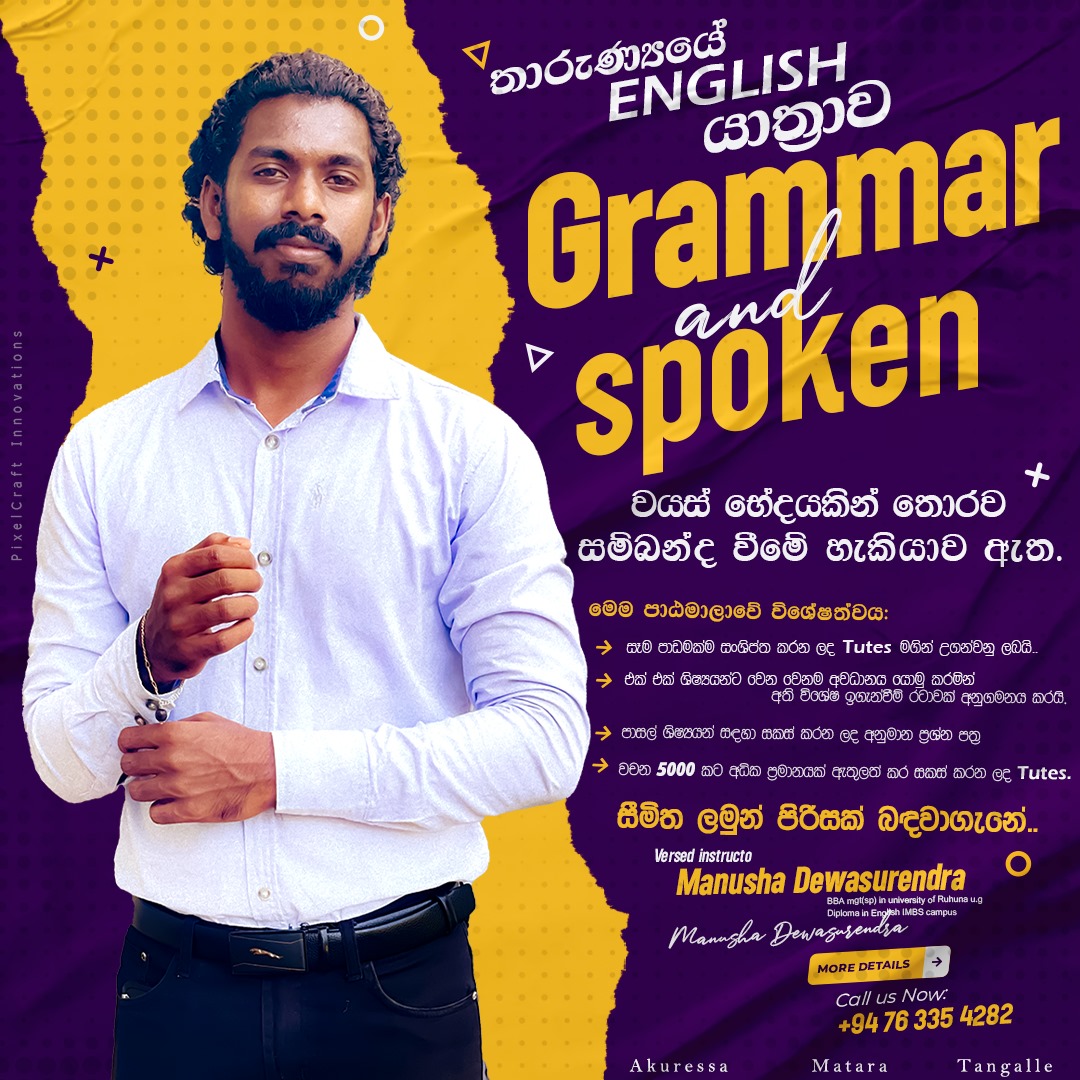 තාරුණ්‍යයේ
ENGLISH
යාත්‍රාව
Grammar
and
spoken
වයස් භේදයකින් තොරව
සම්බන්ද වීමේ හැකියාව ඇත.
මෙම පාඨමාලාවේ විශේෂත්වය:
සෑම පාඩමක්ම සංශිප්ත කරන ලද Tutes මගින් උගන්වනු ලබයි..
එක් එක් ශිෂ්‍යයන්ට වෙන වෙනම අවධානය යොමු කරමින්
අති විශේෂ ඉගැන්වීම් රටාවක් අනුගමනය කරයි.
පාසල් ශිෂ්‍යයන් සඳහා සකස් කරන ලද අනුමාන ප්‍රශ්න පත්‍ර
වචන 5000 කට අධික ප්‍රමානයක් ඇතුලත් කර සකස් කරන ලද Tutes.
සීමිත ළමුන් පිරිසක් බඳවාගැනේ..
Versed instructo
Manusha Dewasurendra
BBA mgt(sp) in university of Ruhuna u.g
Diploma in English IMBS campus
Manusha Dewasurendra
MORE DETAILS
Call us Now:
+94 76 335 4282
Akuressa Matara Tangalle
PixelCraft Innovations